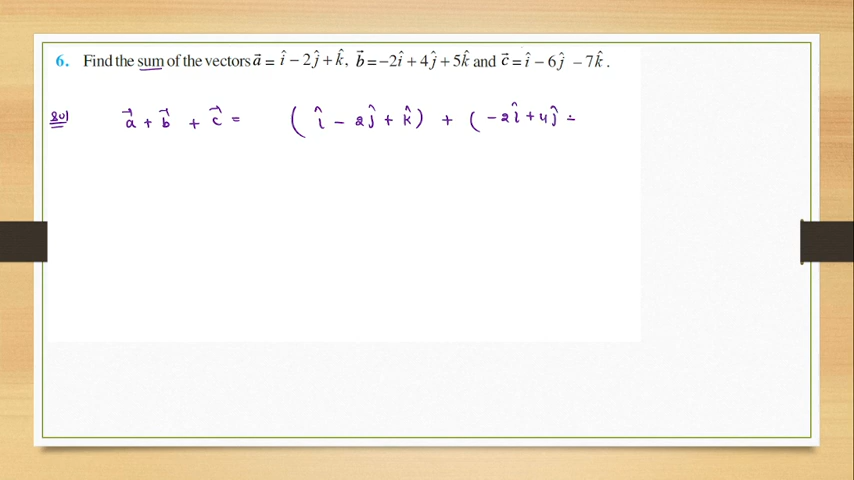 6. Find the sum of the vectors a⃗ = î − 2ĵ + k̂, b⃗ = −2î + 4ĵ + 5k̂ and c⃗ = î − 6ĵ − 7k̂.
Sol a⃗ + b⃗ + c⃗ = (î − 2ĵ + k̂) + (−2î + 4ĵ